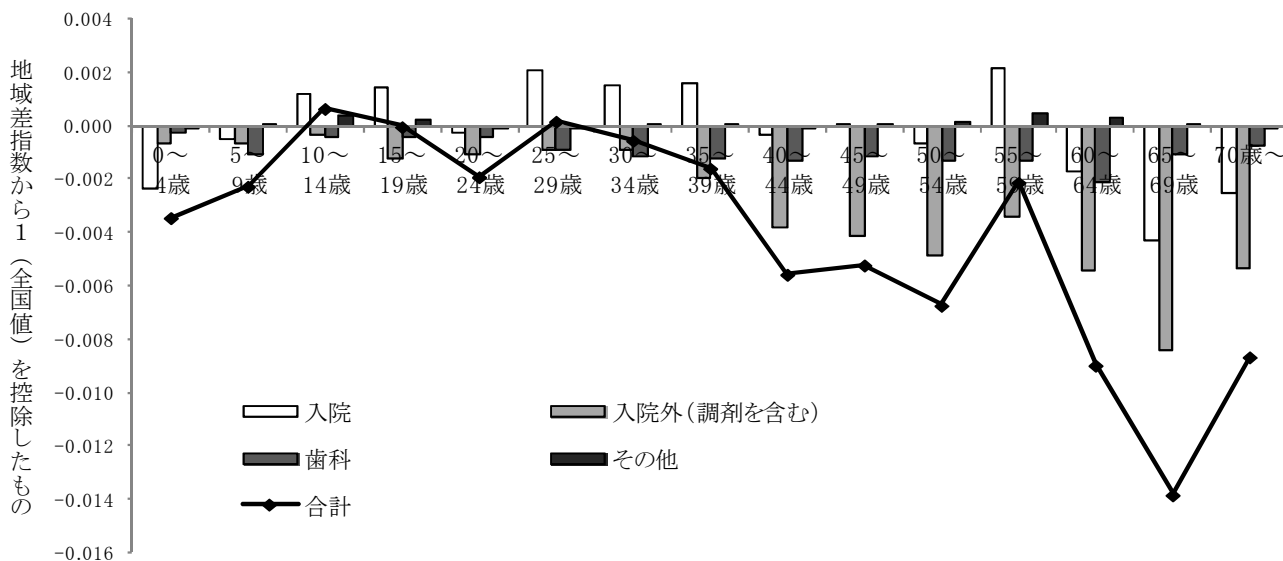 地域差指数から１（全国値）を控除したもの
0.004
0.002
0.000
-0.002
-0.004
-0.006
-0.008
-0.010
-0.012
-0.014
-0.016
0～
4歳
5～
9歳
10～
14歳
15～
19歳
20～
24歳
25～
29歳
30～
34歳
35～
39歳
40～
44歳
45～
49歳
50～
54歳
55～
59歳
60～
64歳
65～
69歳
70歳～
入院
入院外（調剤を含む）
歯科
その他
合計